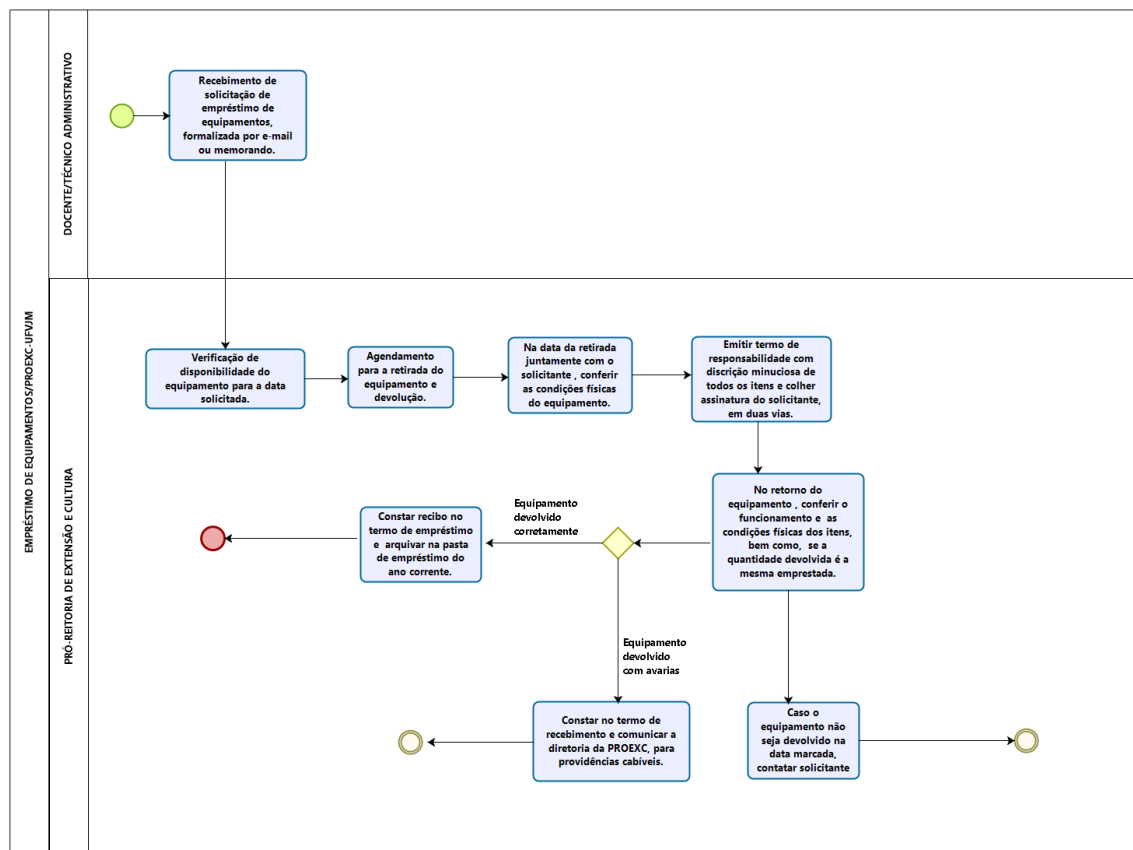 EMPRÉSTIMO DE EQUIPAMENTOS/PROEXC-UFVJM
DOCENTE/TÉCNICO ADMINISTRATIVO
Recebimento de
solicitação de
empréstimo de
equipamentos,
formalizada por e-mail
ou memorando.
PRÓ-REITORIA DE EXTENSÃO E CULTURA
Verificação de
disponibilidade do
equipamento para a data
solicitada.
Agendamento
para a retirada do
equipamento e
devolução.
Na data da retirada
juntamente com o
solicitante , conferir
as condições físicas
do equipamento.
Emitir termo de
responsabilidade com
discrição minuciosa de
todos os itens e colher
assinatura do solicitante,
em duas vias.
No retorno do
equipamento , conferir o
funcionamento e as
condições físicas dos itens,
bem como, se a
quantidade devolvida é a
mesma emprestada.
Equipamento
devolvido
corretamente
Constar recibo no
termo de empréstimo
e arquivar na pasta
de empréstimo do
ano corrente.
Equipamento
devolvido
com avarias
Constar no termo de
recebimento e comunicar a
diretoria da PROEXC, para
providências cabíveis.
Caso o
equipamento não
seja devolvido na
data marcada,
contatar solicitante